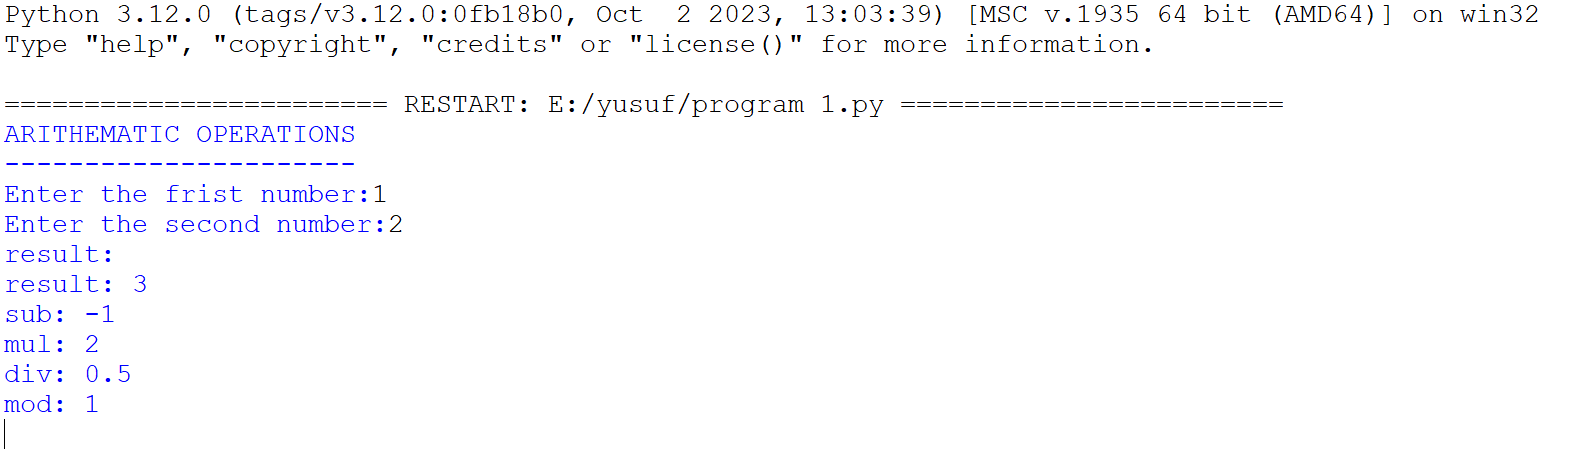 Python 3.12.0 (tags/v3.12.0:0fb18b0, Oct  2 2023, 13:03:39) [MSC v.1935 64 bit (AMD64)] on win32
Type "help", "copyright", "credits" or "license()" for more information.
======================== RESTART: E:/yusuf/program 1.py ========================
ARITHEMATIC OPERATIONS
----------------------
Enter the frist number:1
Enter the second number:2
result:
result: 3
sub: -1
mul: 2
div: 0.5
mod: 1